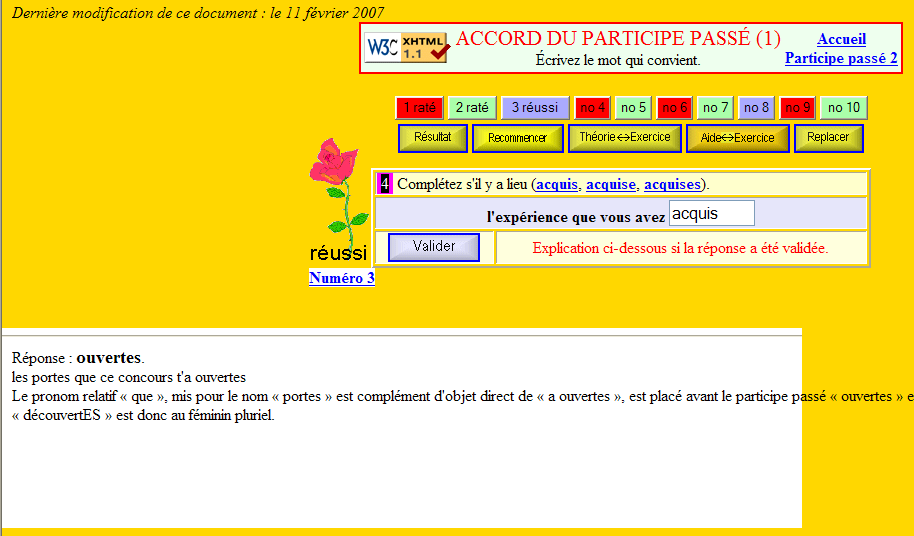 Dernière modification de ce document : le 11 février 2007
W3C XHTML 1.1
ACCORD DU PARTICIPE PASSÉ (1)
Écrivez le mot qui convient.
Accueil
Participe passé 2
1 raté 2 raté 3 réussi no 4 no 5 no 6 no 7 no 8 no 9 no 10
Résultat Recommencer Théorie<->Exercice Aide<->Exercice Replacer
4 Complétez s'il y a lieu (acquis, acquise, acquises).
l'expérience que vous avez acquis
Valider Explication ci-dessous si la réponse a été validée.
réussi
Numéro 3
Réponse : ouvertes.
les portes que ce concours t'a ouvertes
Le pronom relatif « que », mis pour le nom « portes » est complément d'objet direct de « a ouvertes », est placé avant le participe passé « ouvertes » e
« découvertES » est donc au féminin pluriel.